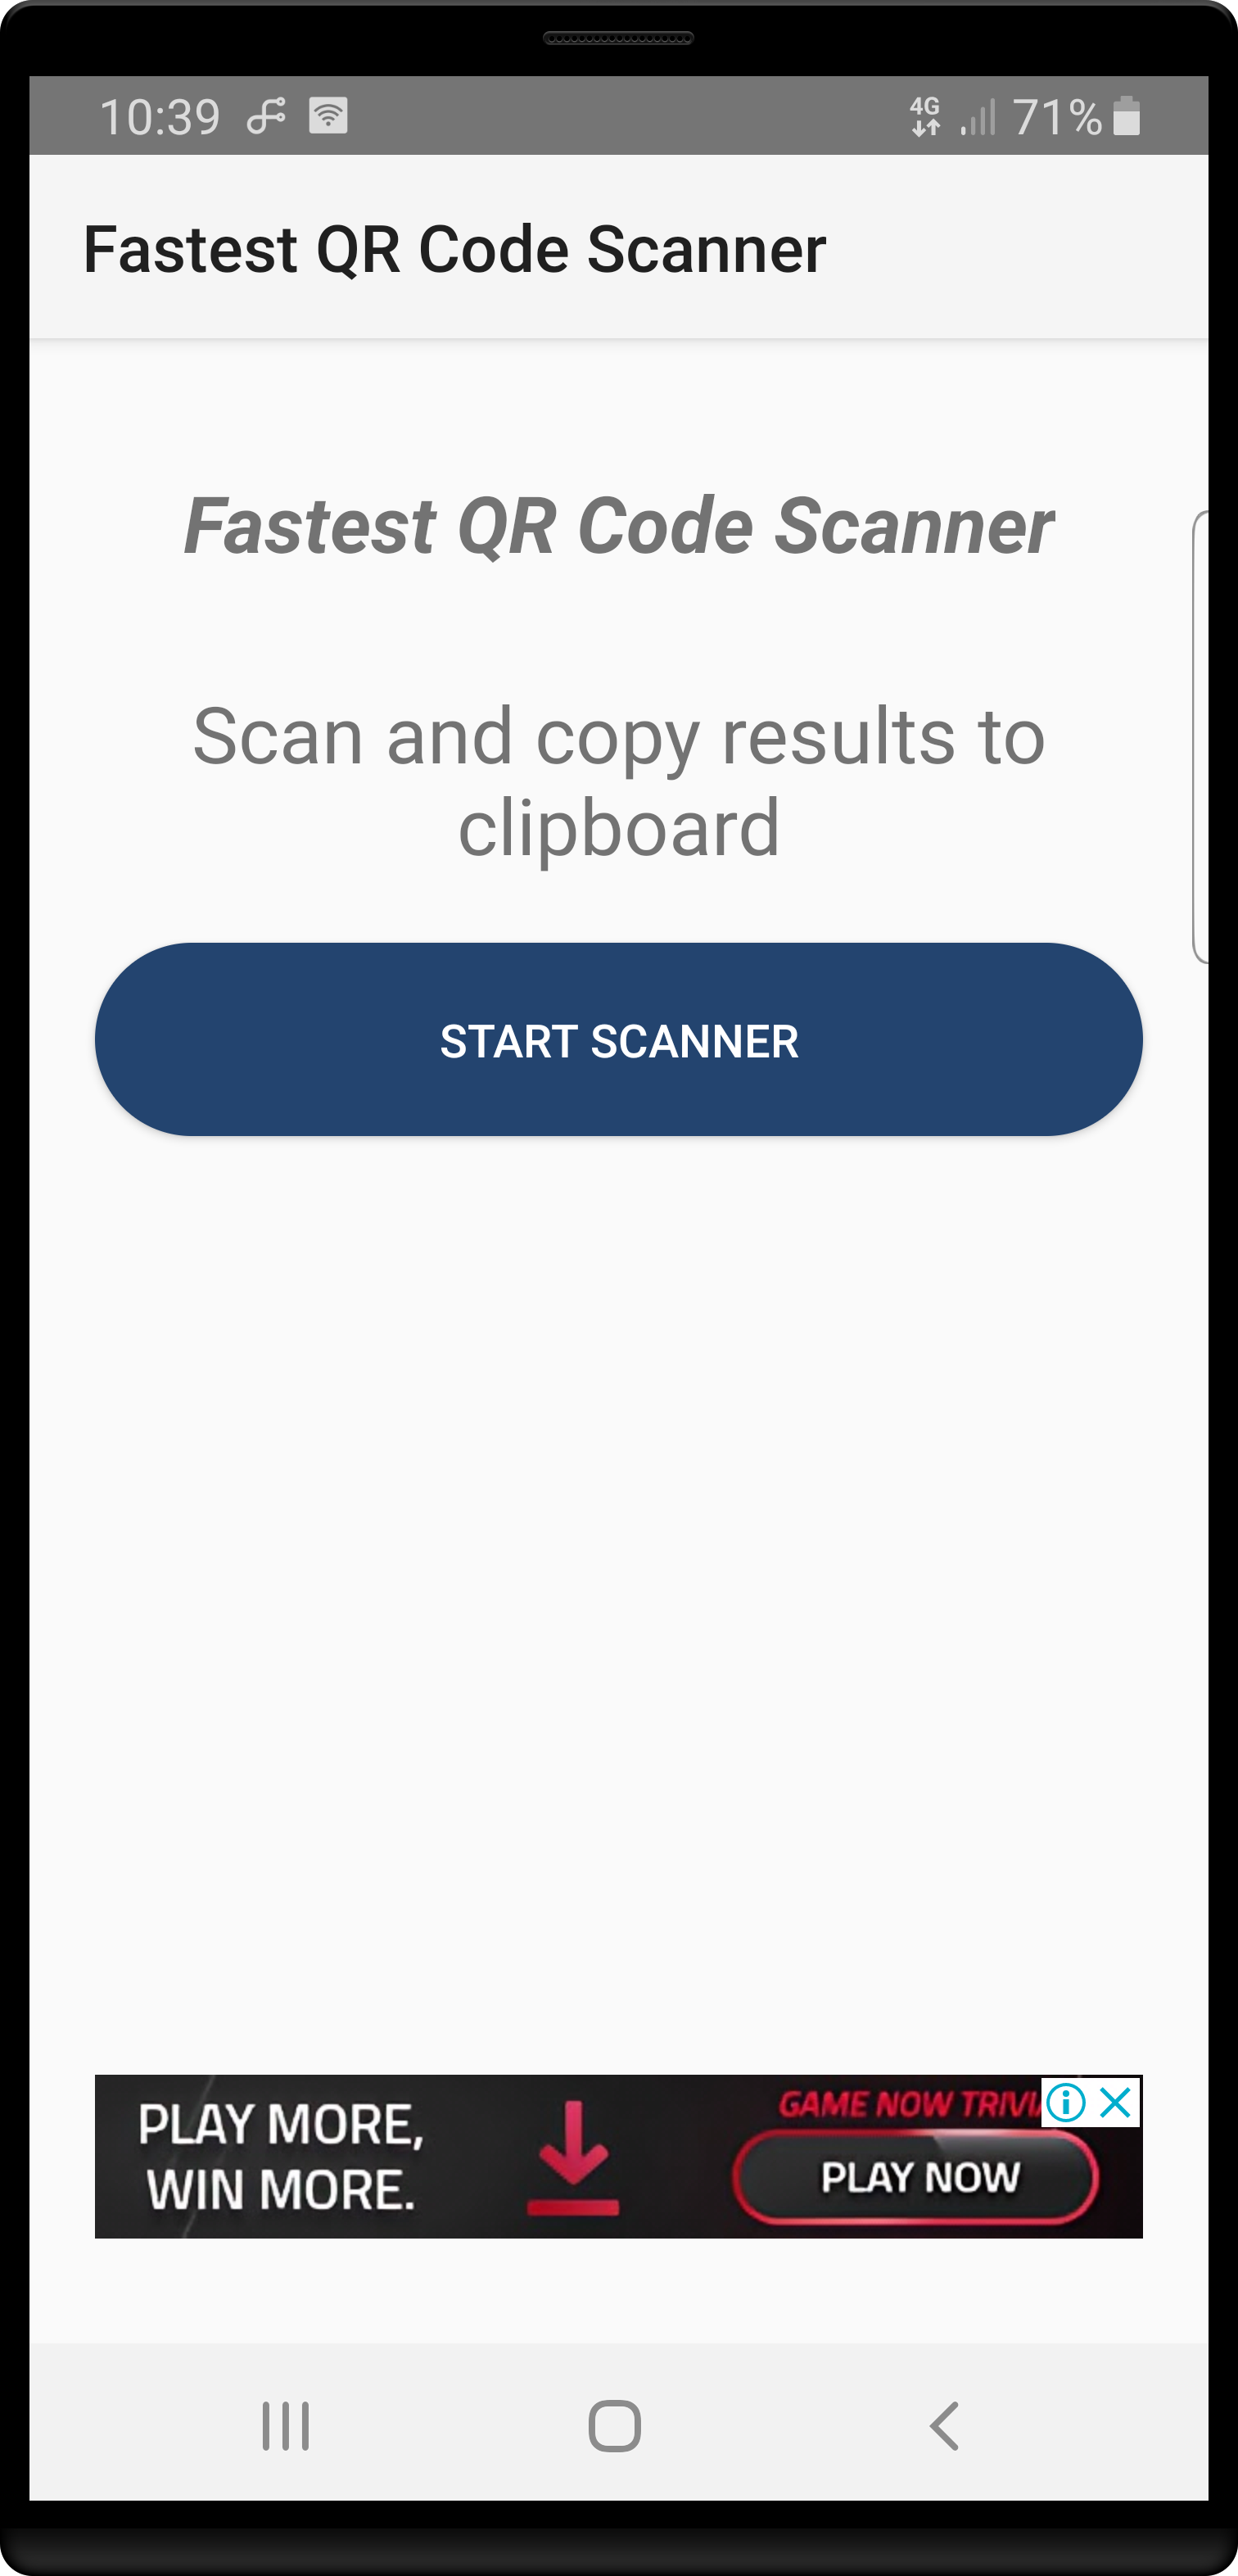 10:39
4G
71%
Fastest QR Code Scanner
Fastest QR Code Scanner
Scan and copy results to
clipboard
START SCANNER
PLAY MORE,
WIN MORE.
GAME NOW TRIVI
PLAY NOW